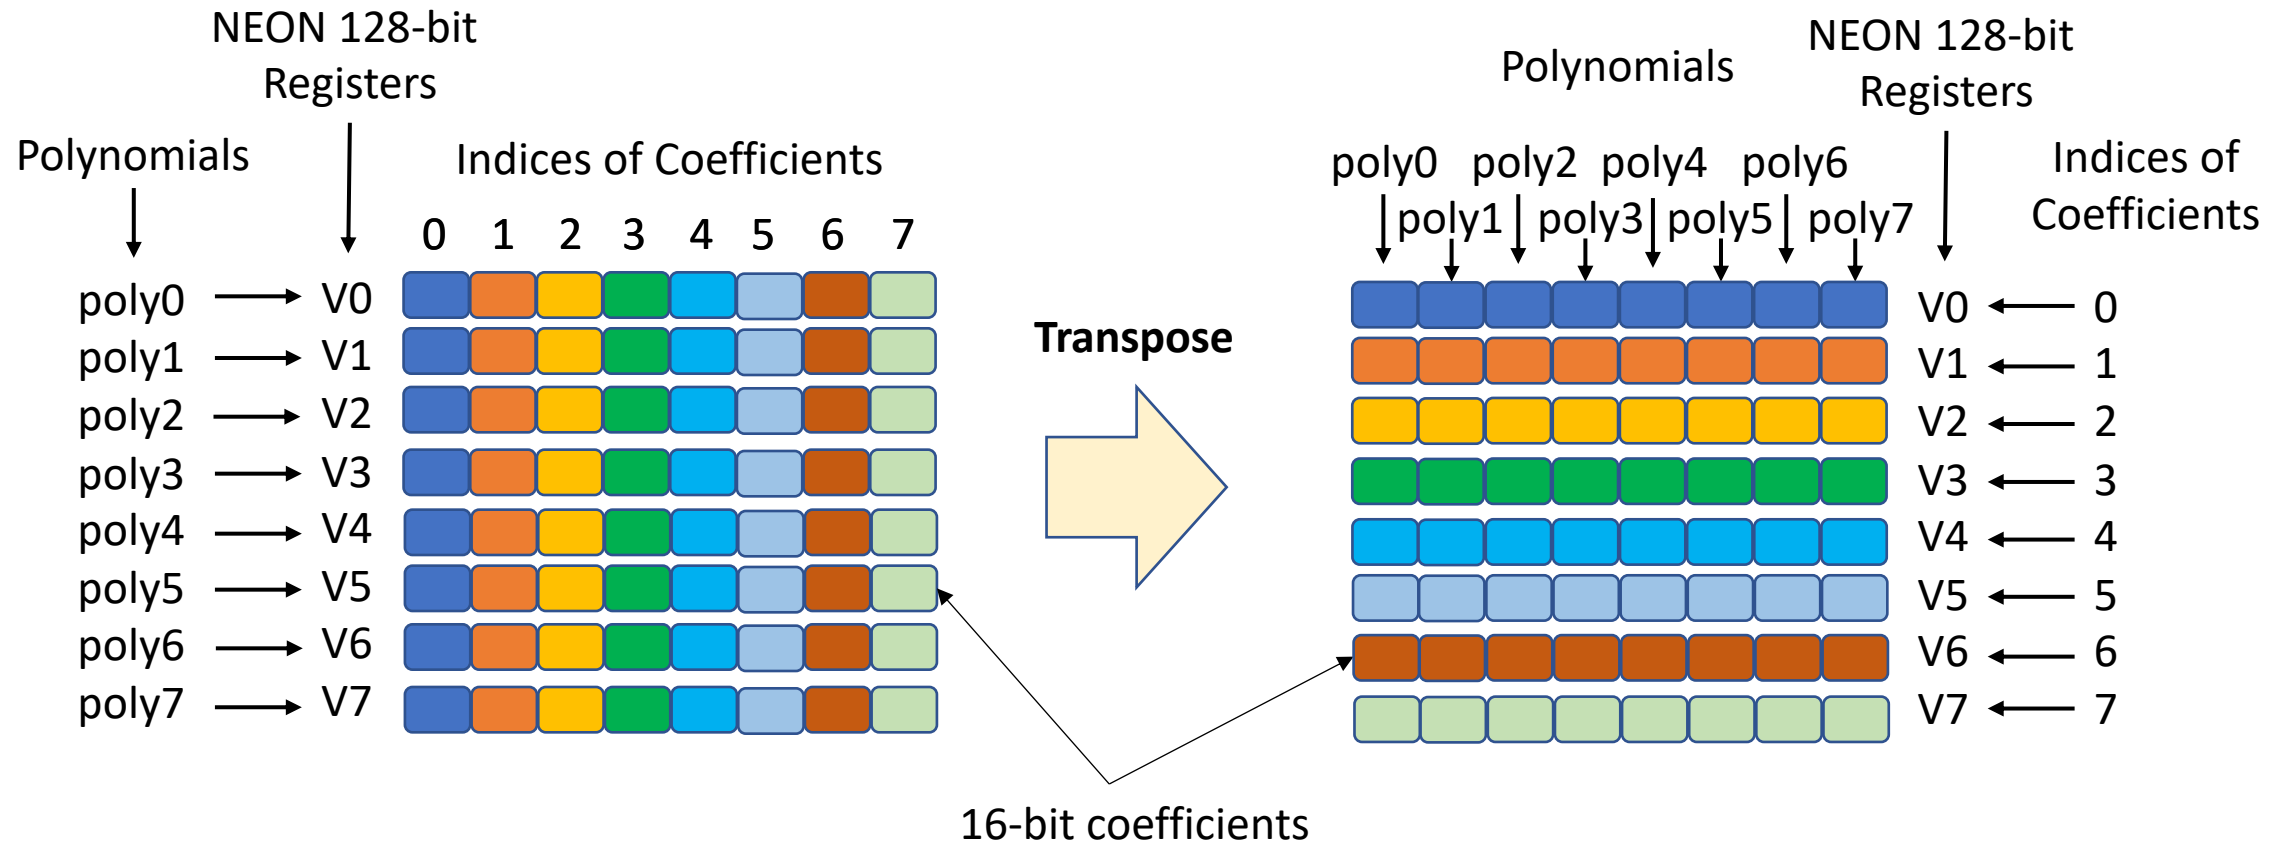 NEON 128-bit
Registers
Polynomials
Indices of Coefficients
0 1 2 3 4 5 6 7
poly0 V0
poly1 V1
poly2 V2
poly3 V3
poly4 V4
poly5 V5
poly6 V6
poly7 V7
Transpose
16-bit coefficients
Polynomials
NEON 128-bit
Registers
Indices of
Coefficients
poly0 poly2 poly4 poly6
poly1 poly3 poly5 poly7
V0 0
V1 1
V2 2
V3 3
V4 4
V5 5
V6 6
V7 7